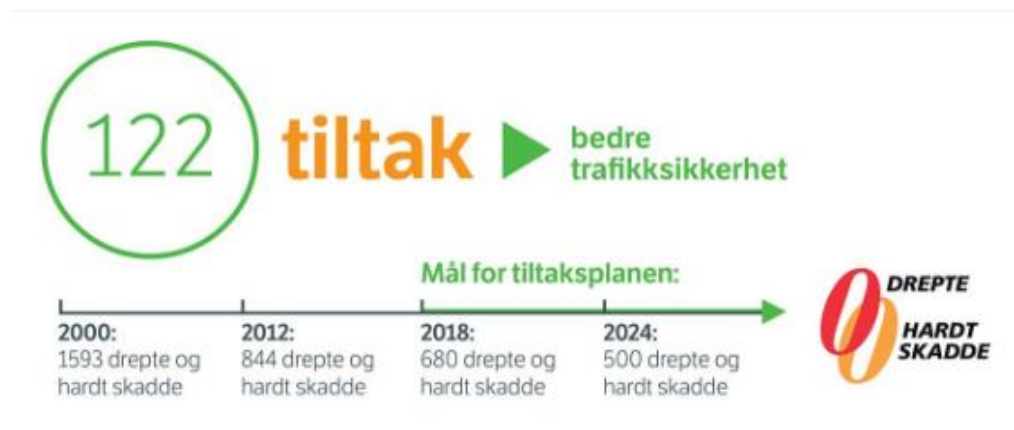 122
tiltak
bedre
trafikksikkerhet
Mål for tiltaksplanen:
2000:
1593 drepte og
hardt skadde
2012:
844 drepte og
hardt skadde
2018:
680 drepte og
hardt skadde
2024:
500 drepte og
hardt skadde
00
DREPTE
HARDT
SKADDE